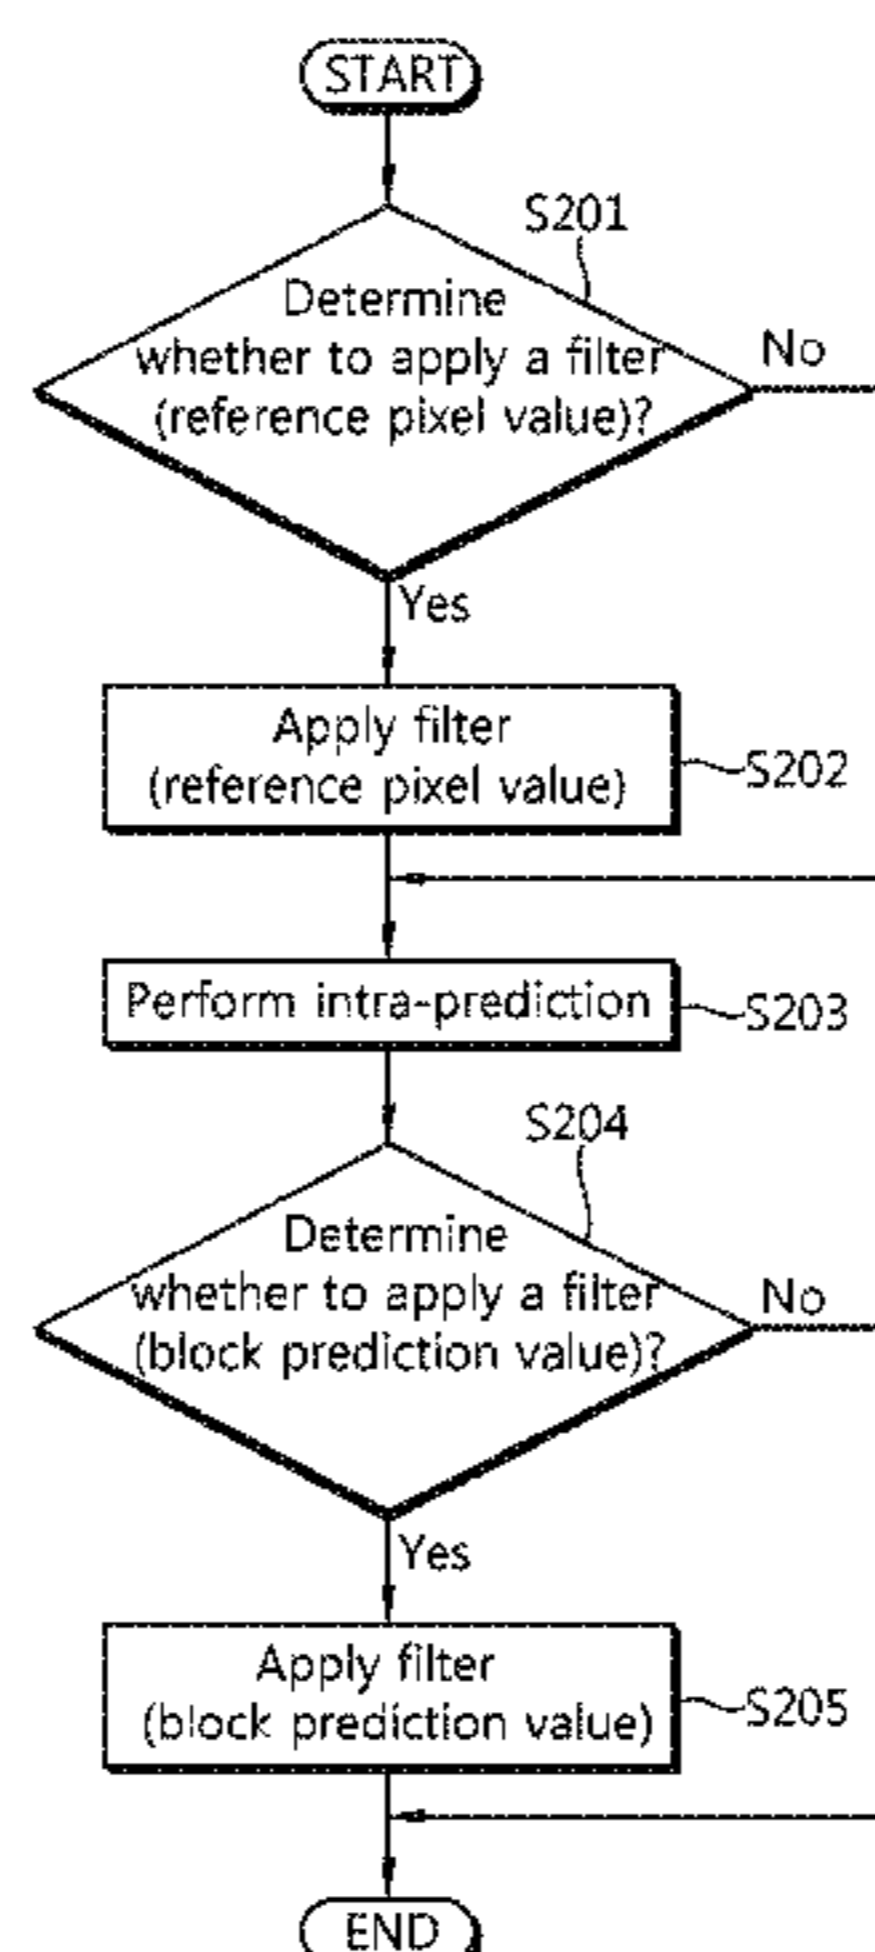 START
S201
Determine
whether to apply a filter
(reference pixel value)?
No
Yes
Apply filter
(reference pixel value)
S202
Perform intra-prediction
S203
S204
Determine
whether to apply a filter
(block prediction value)?
No
Yes
Apply filter
(block prediction value)
S205
END